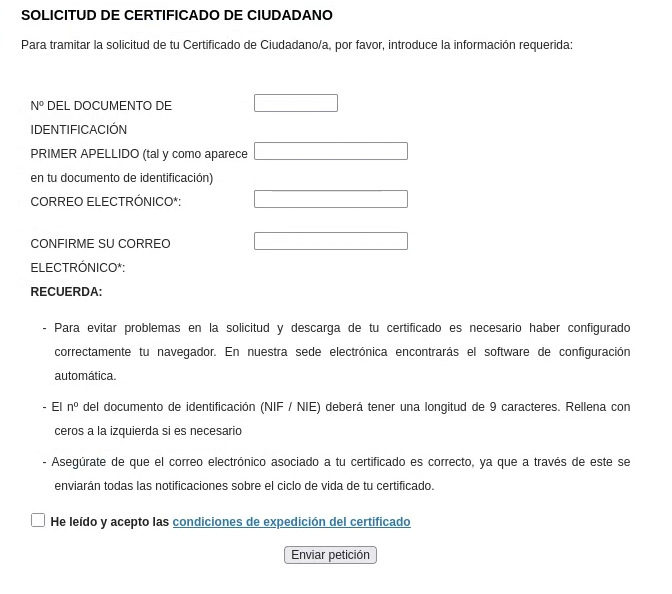 SOLICITUD DE CERTIFICADO DE CIUDADANO
Para tramitar la solicitud de tu Certificado de Ciudadano/a, por favor, introduce la información requerida:
Nº DEL DOCUMENTO DE
IDENTIFICACIÓN
PRIMER APELLIDO (tal y como aparece
en tu documento de identificación)
CORREO ELECTRÓNICO*:
CONFIRME SU CORREO
ELECTRÓNICO*:
RECUERDA:
- Para evitar problemas en la solicitud y descarga de tu certificado es necesario haber configurado
correctamente tu navegador. En nuestra sede electrónica encontrarás el software de configuración
automática.
- El nº del documento de identificación (NIF / NIE) deberá tener una longitud de 9 caracteres. Rellena con
ceros a la izquierda si es necesario
- Asegúrate de que el correo electrónico asociado a tu certificado es correcto, ya que a través de este se
enviarán todas las notificaciones sobre el ciclo de vida de tu certificado.
He leído y acepto las condiciones de expedición del certificado
Enviar petición